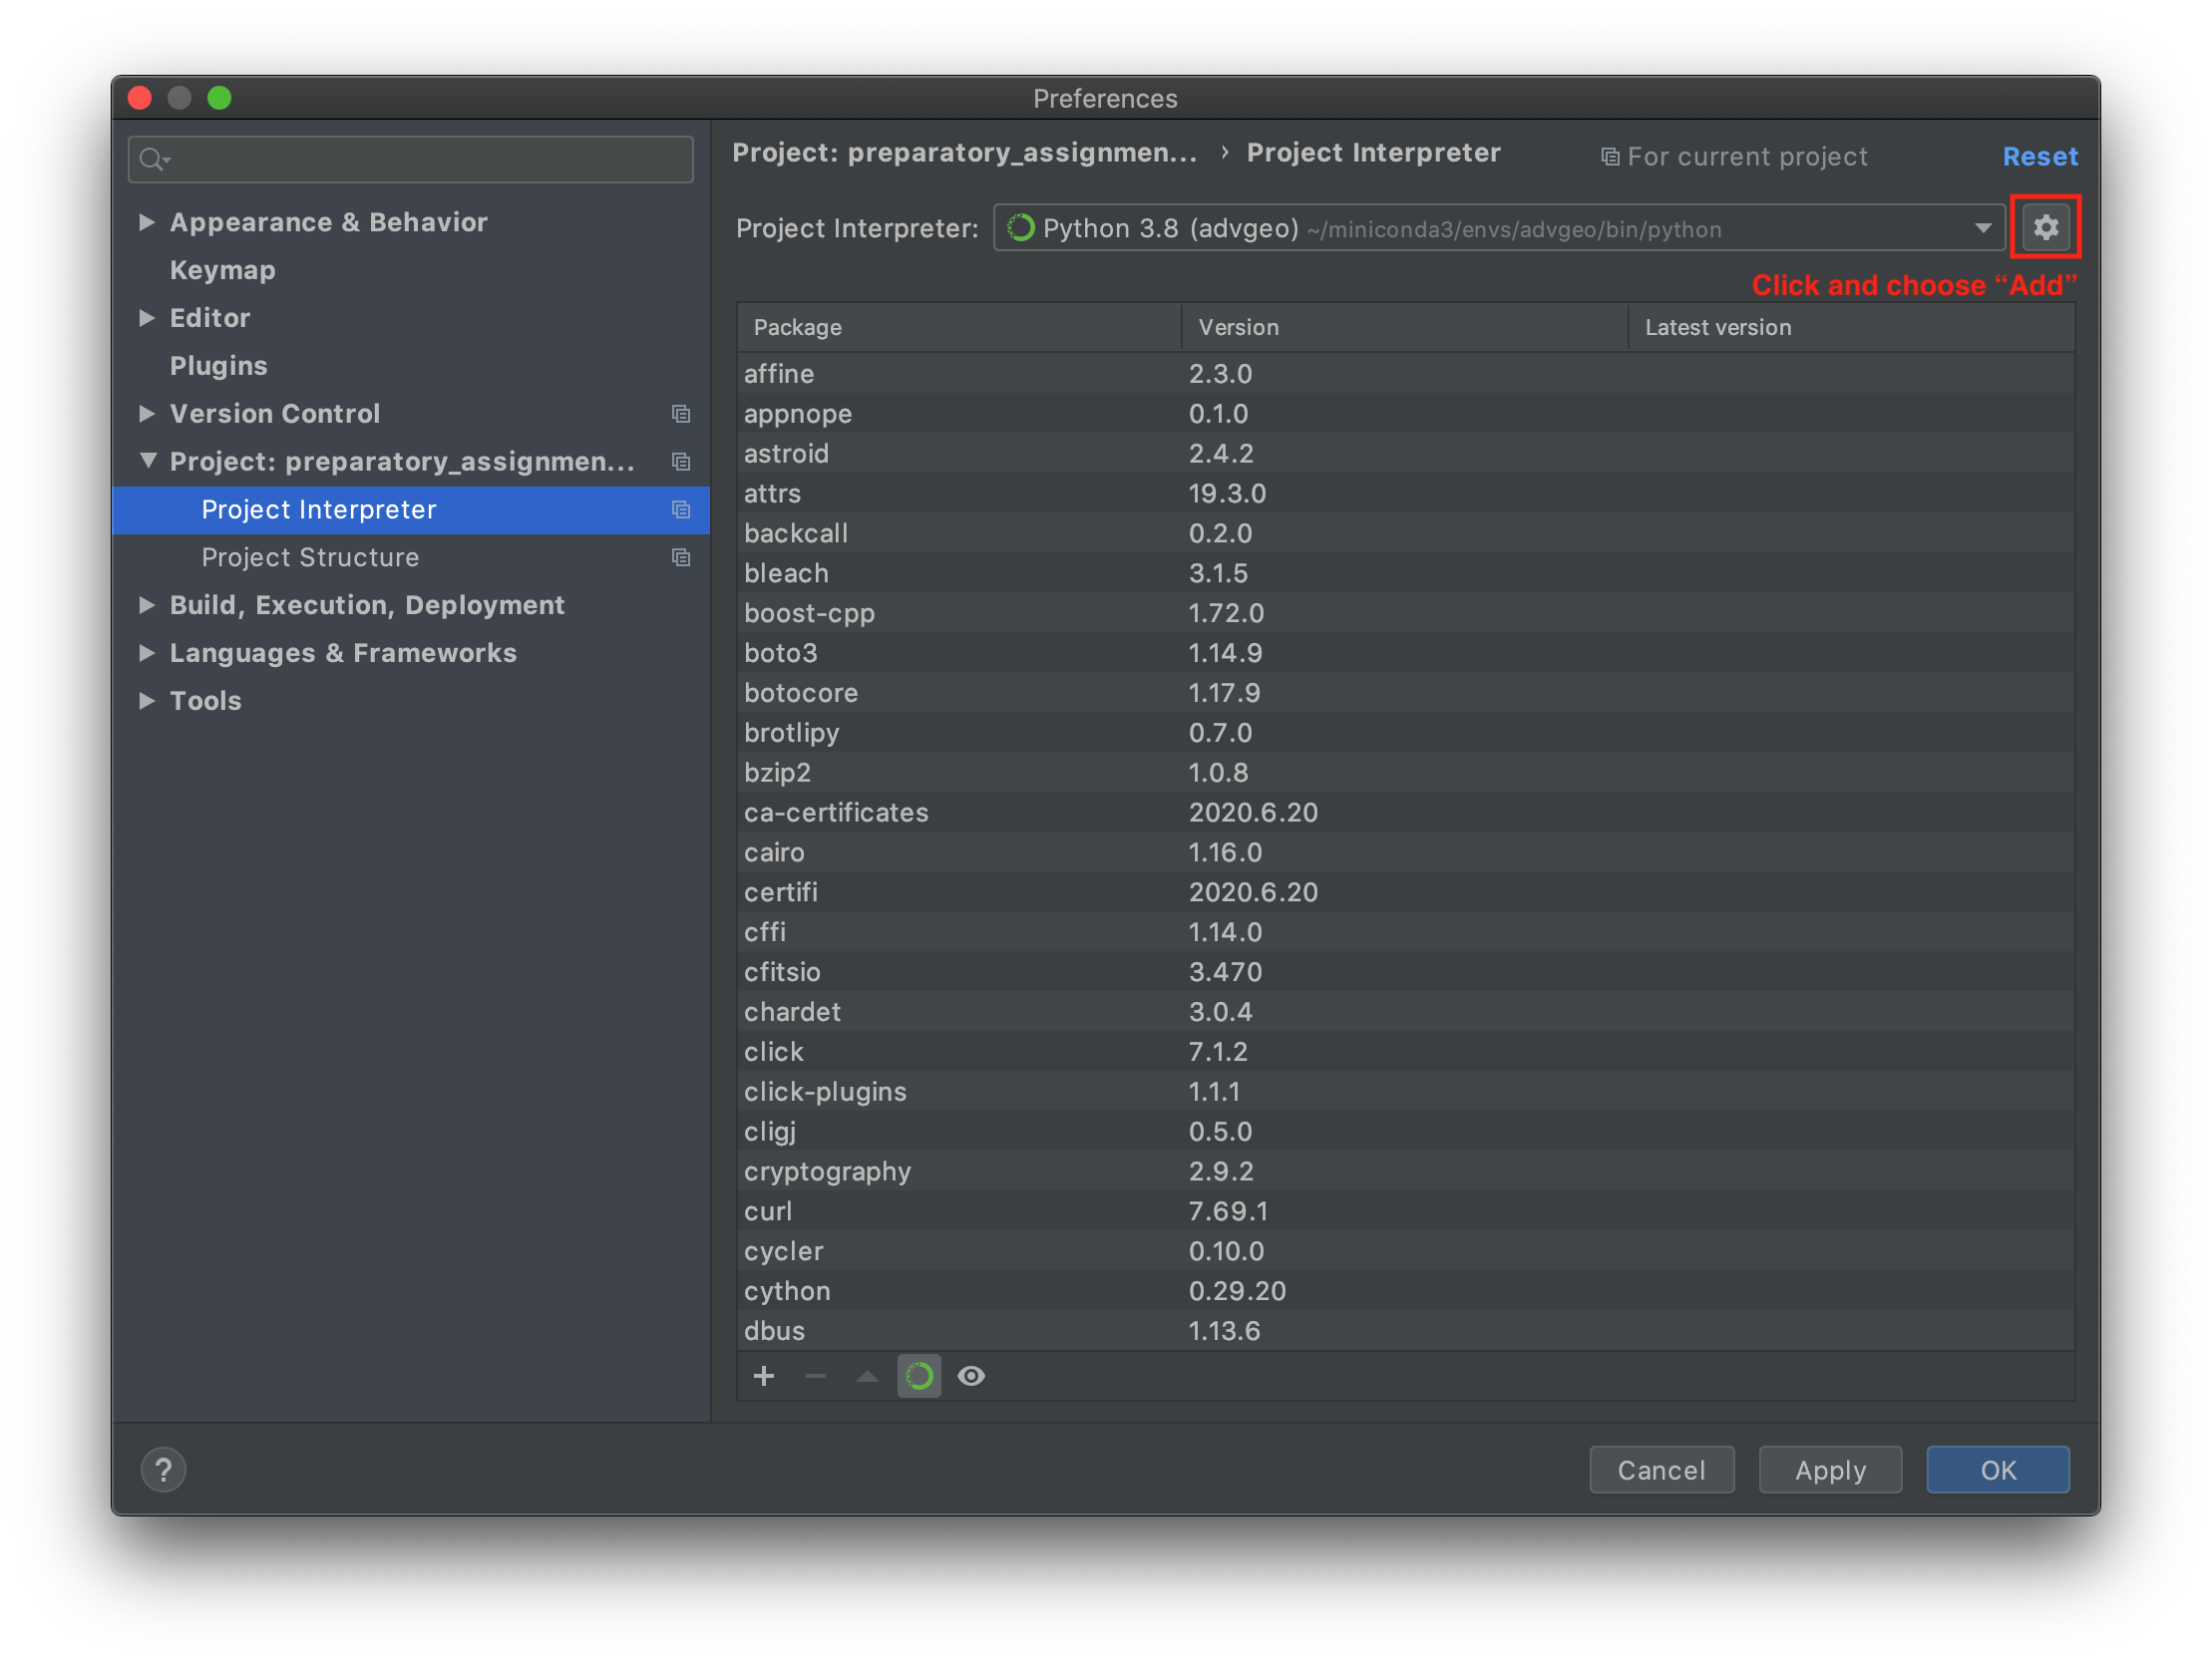 Preferences
Project: preparatory_assignmen... › Project Interpreter
For current project
Reset
Appearance & Behavior
Keymap
Editor
Plugins
Version Control
Project: preparatory_assignmen...
Project Interpreter
Project Structure
Build, Execution, Deployment
Languages & Frameworks
Tools
Project Interpreter: Python 3.8 (advgeo) ~/miniconda3/envs/advgeo/bin/python
Click and choose “Add”
Package Version Latest version
affine 2.3.0
appnope 0.1.0
astroid 2.4.2
attrs 19.3.0
backcall 0.2.0
bleach 3.1.5
boost-cpp 1.72.0
boto3 1.14.9
botocore 1.17.9
brotlipy 0.7.0
bzip2 1.0.8
ca-certificates 2020.6.20
cairo 1.16.0
certifi 2020.6.20
cffi 1.14.0
cfitsio 3.470
chardet 3.0.4
click 7.1.2
click-plugins 1.1.1
cligj 0.5.0
cryptography 2.9.2
curl 7.69.1
cycler 0.10.0
cython 0.29.20
dbus 1.13.6
?
Cancel Apply OK